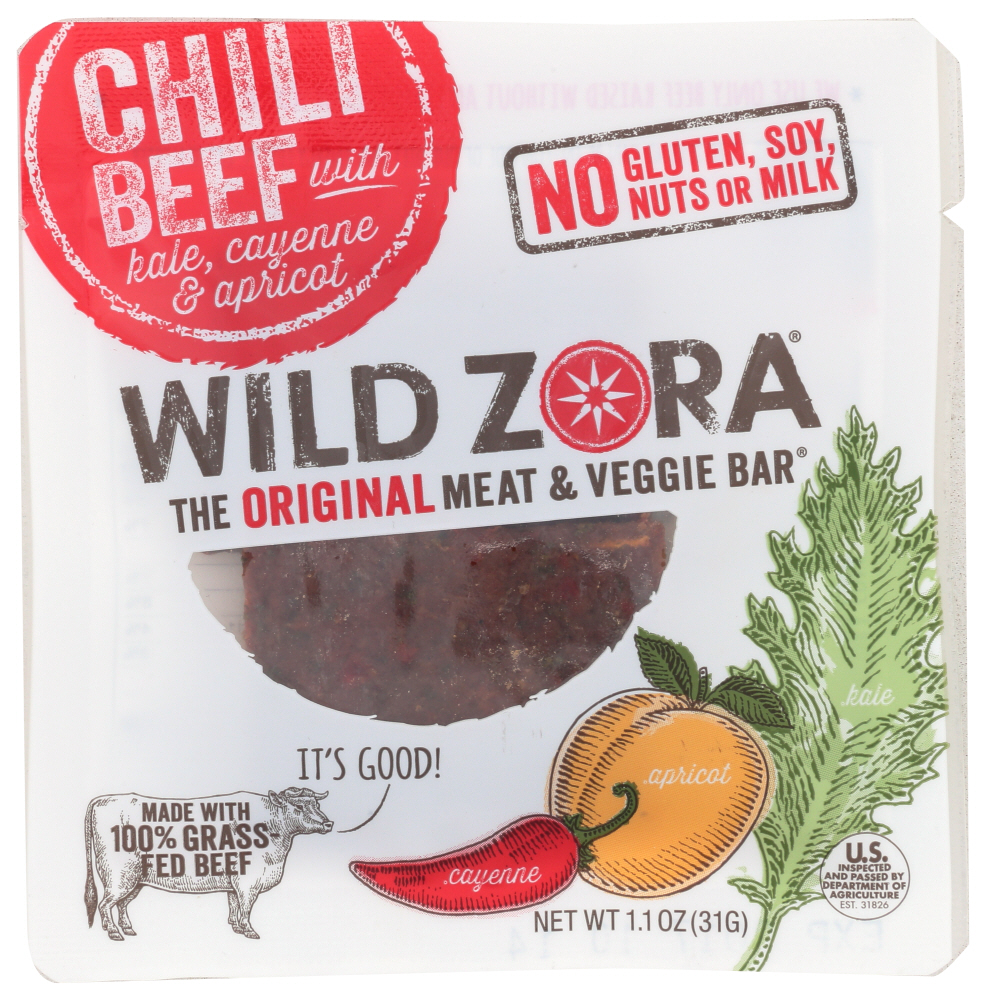 CHILI
BEEF with
kale, cayenne
& apricot
NO GLUTEN, SOY,
NUTS OR MILK
WILD ZORA®
THE ORIGINAL MEAT & VEGGIE BAR®
kale
apricot
cayenne
IT'S GOOD!
MADE WITH
100% GRASS-
FED BEEF
U.S.
INSPECTED
AND PASSED BY
DEPARTMENT OF
AGRICULTURE
EST. 31826
NET WT 1.1 OZ (31G)